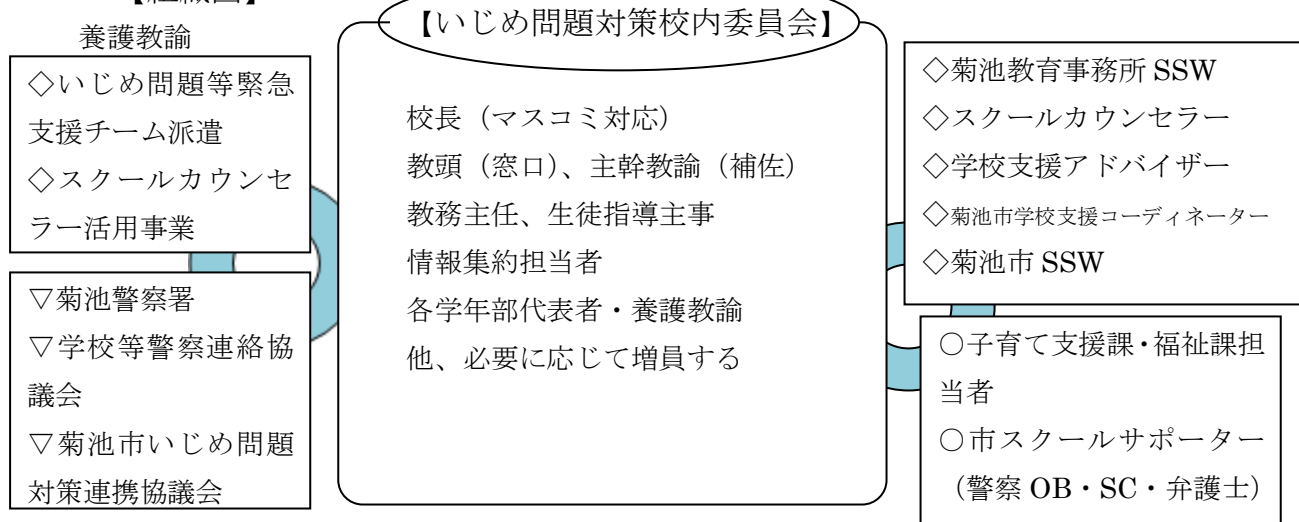 【組織図】
養護教諭
◇いじめ問題等緊急
支援チーム派遣
◇スクールカウンセ
ラー活用事業
▽菊池警察署
▽学校等警察連絡協
議会
▽菊池市いじめ問題
対策連携協議会
【いじめ問題対策校内委員会】
校長（マスコミ対応）
教頭（窓口）、主幹教諭（補佐）
教務主任、生徒指導主事
情報集約担当者
各学年部代表者・養護教諭
他、必要に応じて増員する
◇菊池教育事務所 SSW
◇スクールカウンセラー
◇学校支援アドバイザー
◇菊池市学校支援コーディネーター
◇菊池市 SSW
○子育て支援課・福祉課担
当者
○市スクールサポーター
（警察 OB・SC・弁護士）